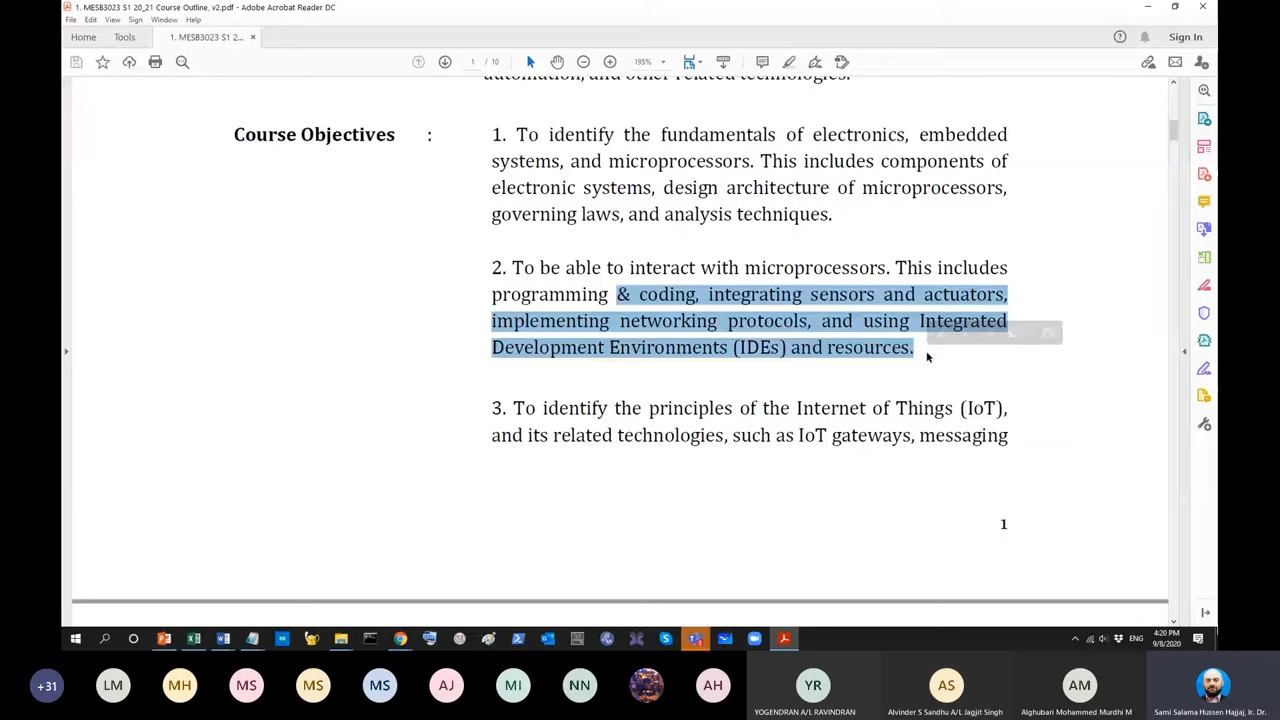 1. MESB3023 S1 20_21 Course Outline, v2.pdf - Adobe Acrobat Reader DC
File Edit View Sign Window Help
Home Tools 1. MESB3023 S1 2... × Sign In
1 / 10 195%
automation, and other related technologies.
Course Objectives : 1. To identify the fundamentals of electronics, embedded
systems, and microprocessors. This includes components of
electronic systems, design architecture of microprocessors,
governing laws, and analysis techniques.
2. To be able to interact with microprocessors. This includes
programming & coding, integrating sensors and actuators,
implementing networking protocols, and using Integrated
Development Environments (IDEs) and resources.
3. To identify the principles of the Internet of Things (IoT),
and its related technologies, such as IoT gateways, messaging
1
ENG 4:20 PM
9/8/2020
+31 LM MH MS MS MS AJ MI NN AH YR AS AM
YOGENDRAN A/L RAVINDRAN Alvinder S Sandhu A/L Jagjit Singh Alghubari Mohammed Murdhi M Sami Salama Hussen Hajjaj, Ir. Dr.